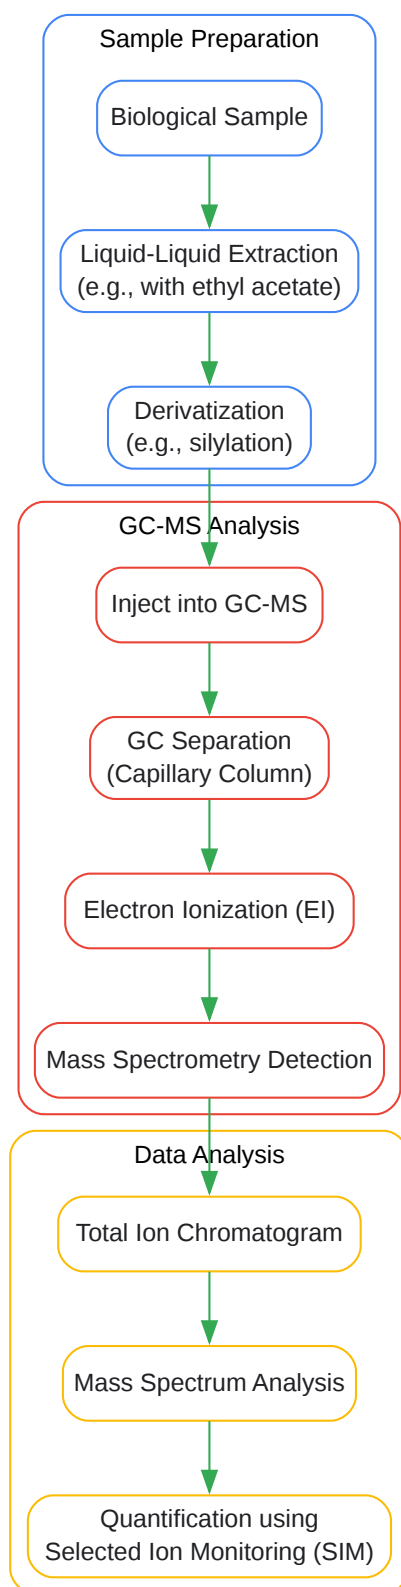 Sample Preparation
Biological Sample
Liquid-Liquid Extraction
(e.g., with ethyl acetate)
Derivatization
(e.g., silylation)
GC-MS Analysis
Inject into GC-MS
GC Separation
(Capillary Column)
Electron Ionization (EI)
Mass Spectrometry Detection
Data Analysis
Total Ion Chromatogram
Mass Spectrum Analysis
Quantification using
Selected Ion Monitoring (SIM)